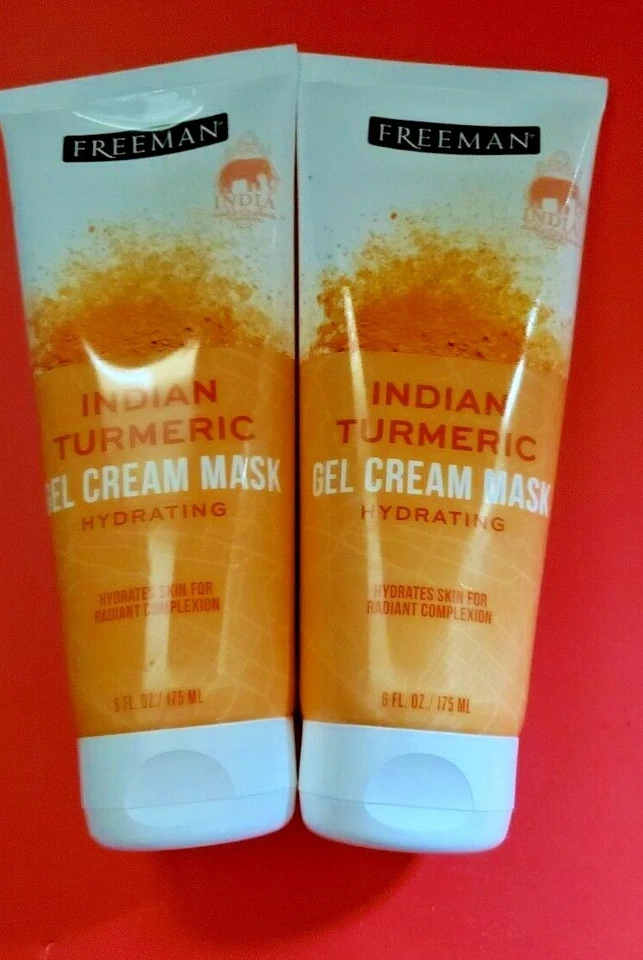 FREEMAN
INDIA
INDIAN
TURMERIC
GEL CREAM MASK
HYDRATING
HYDRATES SKIN FOR
RADIANT COMPLEXION
6 FL. OZ./ 175 ML
FREEMAN
INDIA
INDIAN
TURMERIC
GEL CREAM MASK
HYDRATING
HYDRATES SKIN FOR
RADIANT COMPLEXION
6 FL. OZ./ 175 ML